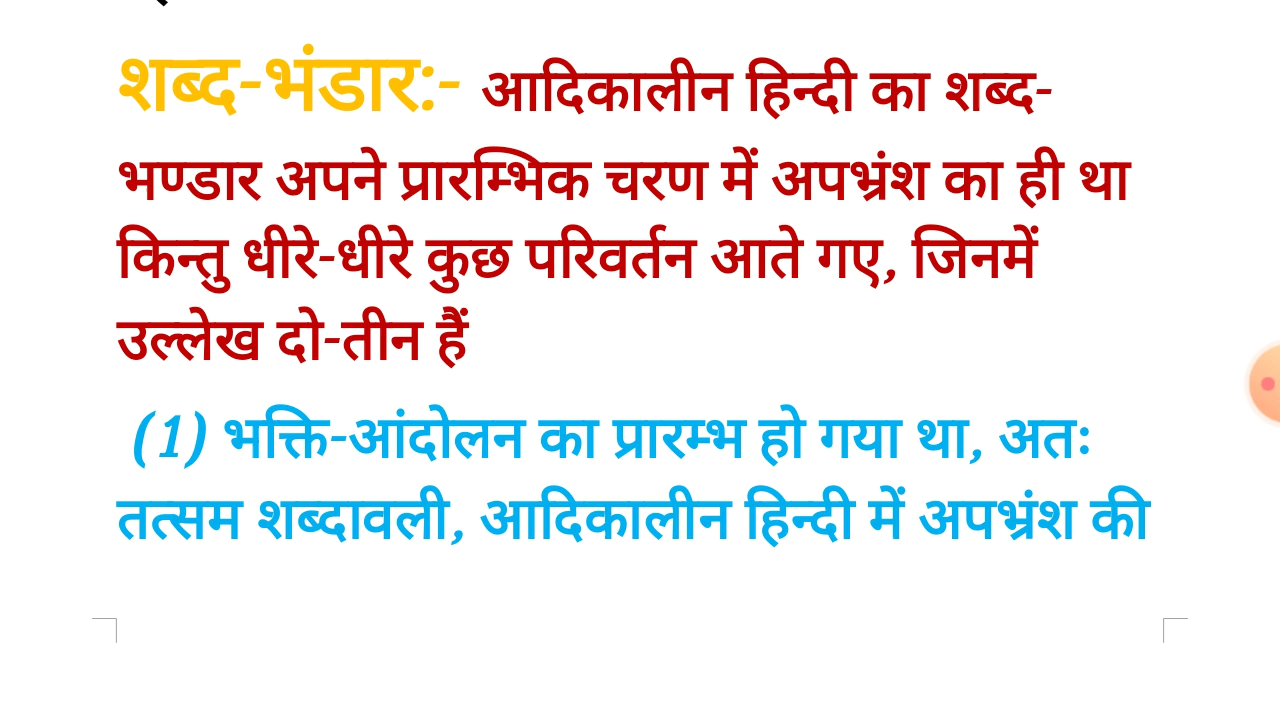 शब्द-भंडार:- आदिकालीन हिन्दी का शब्द-
भण्डार अपने प्रारम्भिक चरण में अपभ्रंश का ही था
किन्तु धीरे-धीरे कुछ परिवर्तन आते गए, जिनमें
उल्लेख दो-तीन हैं
(1) भक्ति-आंदोलन का प्रारम्भ हो गया था, अतः
तत्सम शब्दावली, आदिकालीन हिन्दी में अपभ्रंश की